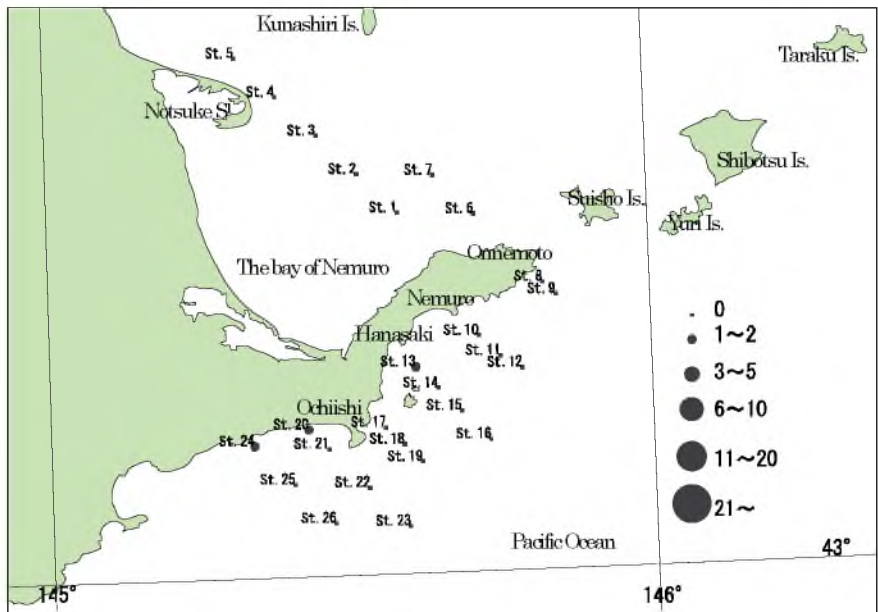 Kunashiri Is.
Taraku Is.
St. 5
St. 4
Notsuke St
St. 3
Shibotsu Is.
St. 2
St. 7
Suisho Is.
St. 1
St. 6
Yuri Is.
Onnemoto
The bay of Nemuro
St. 8
St. 9
Nemuro
0
St. 10
1～2
Hanasaki
St. 11
St. 13
St. 12
3～5
St. 14
Ochiishi
St. 15
6～10
St. 20
St. 17
St. 24
St. 21
St. 18
St. 16
St. 19
11～20
St. 25
St. 22
21～
St. 26
St. 23
Pacific Ocean
43°
145°
146°